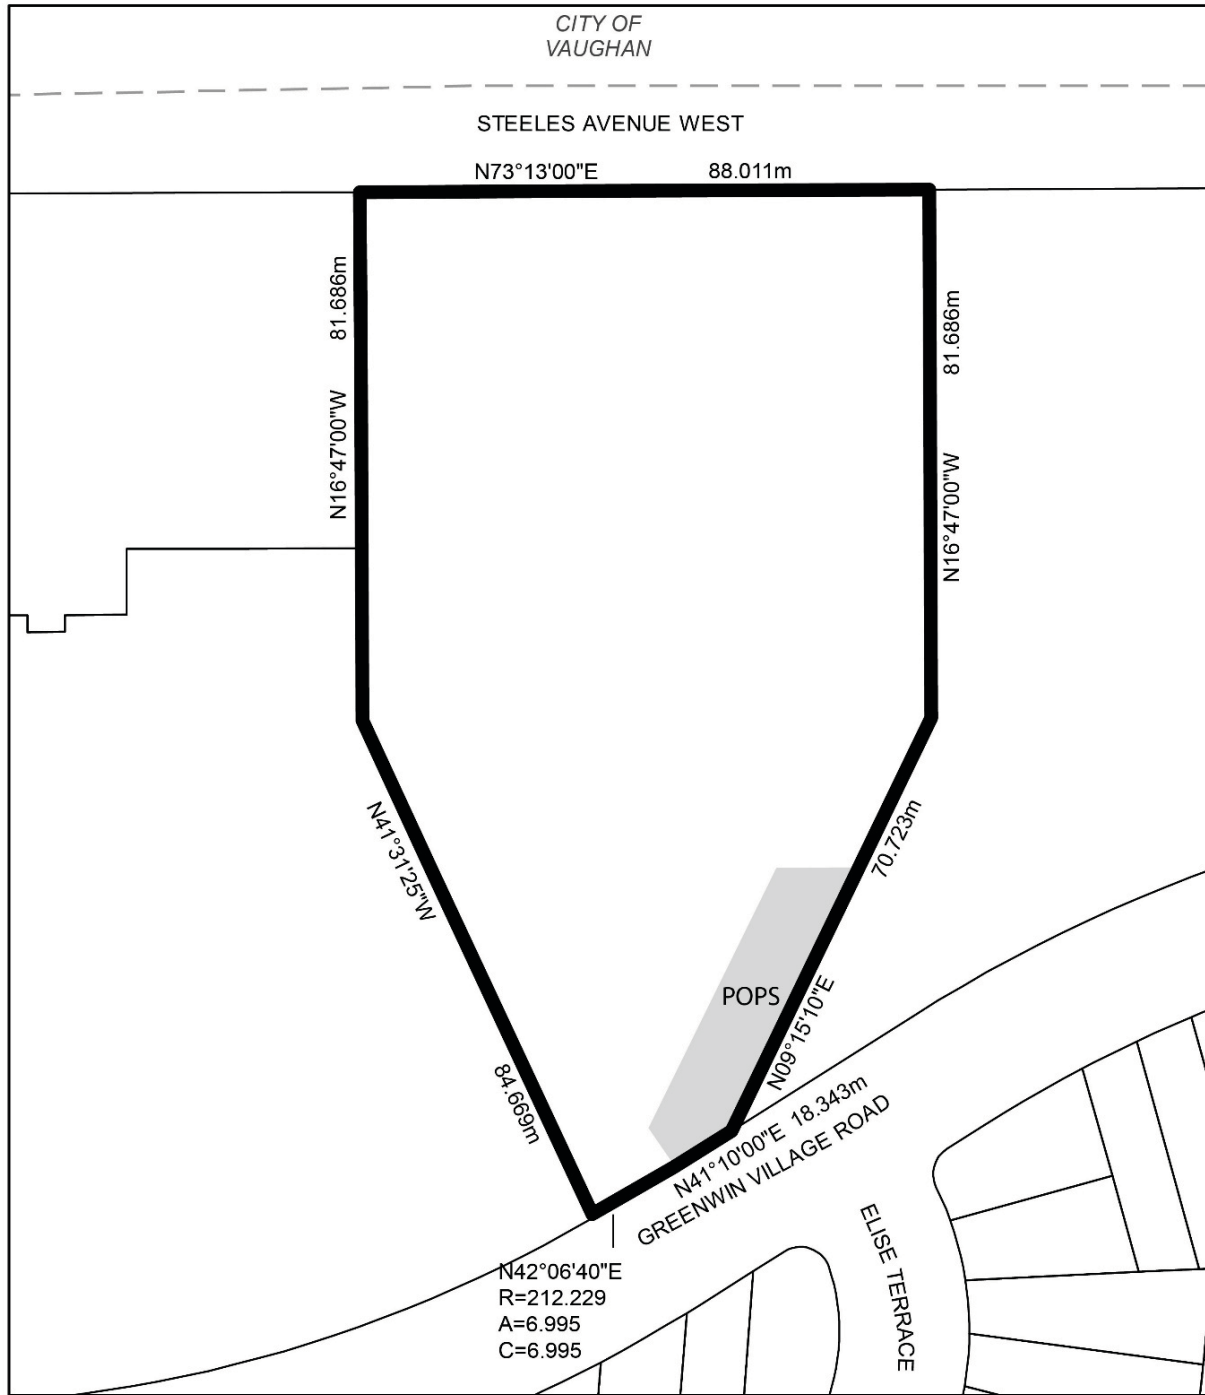 CITY OF
VAUGHAN
STEELES AVENUE WEST
N73°13'00"E 88.011m
81.686m
N16°47'00"W
81.686m
N16°47'00"W
N41°31'25"W
84.669m
70.723m
N09°15'10"E
POPS
N41°10'00"E 18.343m
GREENWIN VILLAGE ROAD
ELISE TERRACE
N42°06'40"E
R=212.229
A=6.995
C=6.995